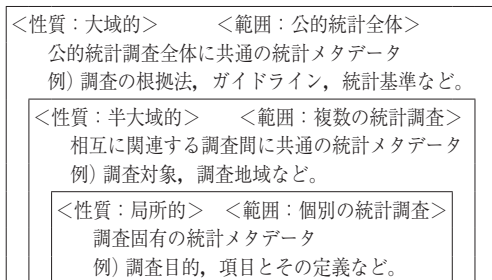 ＜性質：大域的＞　＜範囲：公的統計全体＞
公的統計調査全体に共通の統計メタデータ
例）調査の根拠法，ガイドライン，統計基準など。
＜性質：半大域的＞　＜範囲：複数の統計調査＞
相互に関連する調査間に共通の統計メタデータ
例）調査対象，調査地域など。
＜性質：局所的＞　＜範囲：個別の統計調査＞
調査固有の統計メタデータ
例）調査目的，項目とその定義など。